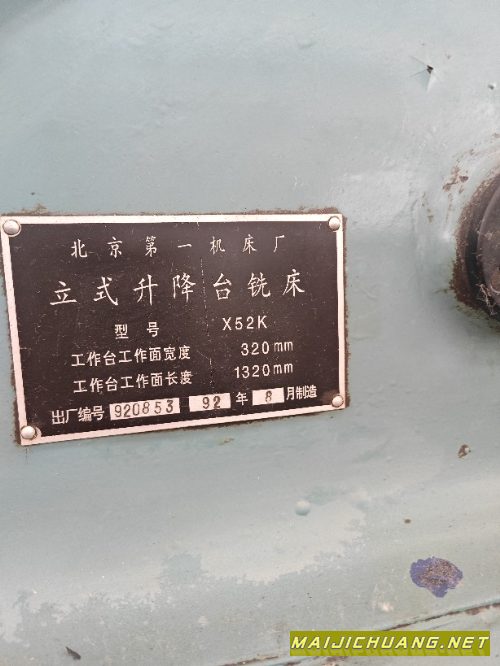 北京第一机床厂
立式升降台铣床
型号 X52K
工作台工作面宽度 320mm
工作台工作面长度 1320mm
出厂编号 920853 92 年 8 月制造
MAIJICHUANG.NET